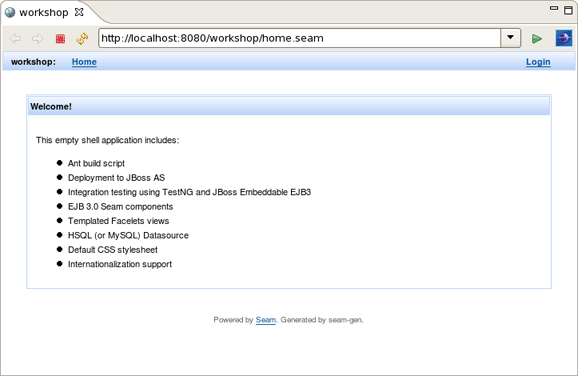 workshop
http://localhost:8080/workshop/home.seam
workshop: Home Login
Welcome!
This empty shell application includes:
Ant build script
Deployment to JBoss AS
Integration testing using TestNG and JBoss Embeddable EJB3
EJB 3.0 Seam components
Templated Facelets views
HSQL (or MySQL) Datasource
Default CSS stylesheet
Internationalization support
Powered by Seam. Generated by seam-gen.